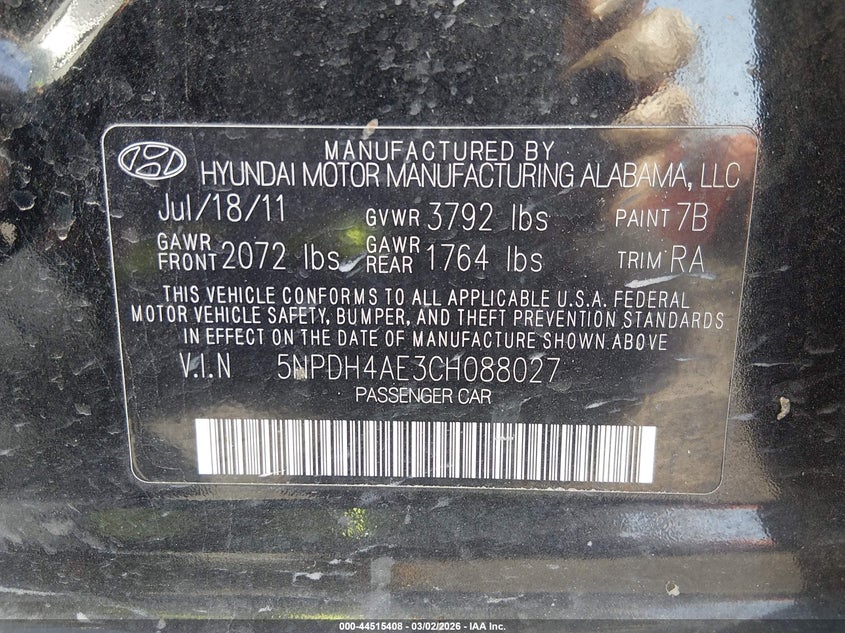 MANUFACTURED BY
HYUNDAI MOTOR MANUFACTURING ALABAMA, LLC
Jul/18/11 GVWR 3792 lbs PAINT 7B
GAWR FRONT 2072 lbs GAWR REAR 1764 lbs TRIM RA
THIS VEHICLE CONFORMS TO ALL APPLICABLE U.S.A. FEDERAL
MOTOR VEHICLE SAFETY, BUMPER, AND THEFT PREVENTION STANDARDS
IN EFFECT ON THE DATE OF MANUFACTURE SHOWN ABOVE
V.I.N 5NPDH4AE3CH088027
PASSENGER CAR
000-44515408 - 03/02/2026 - IAA Inc.